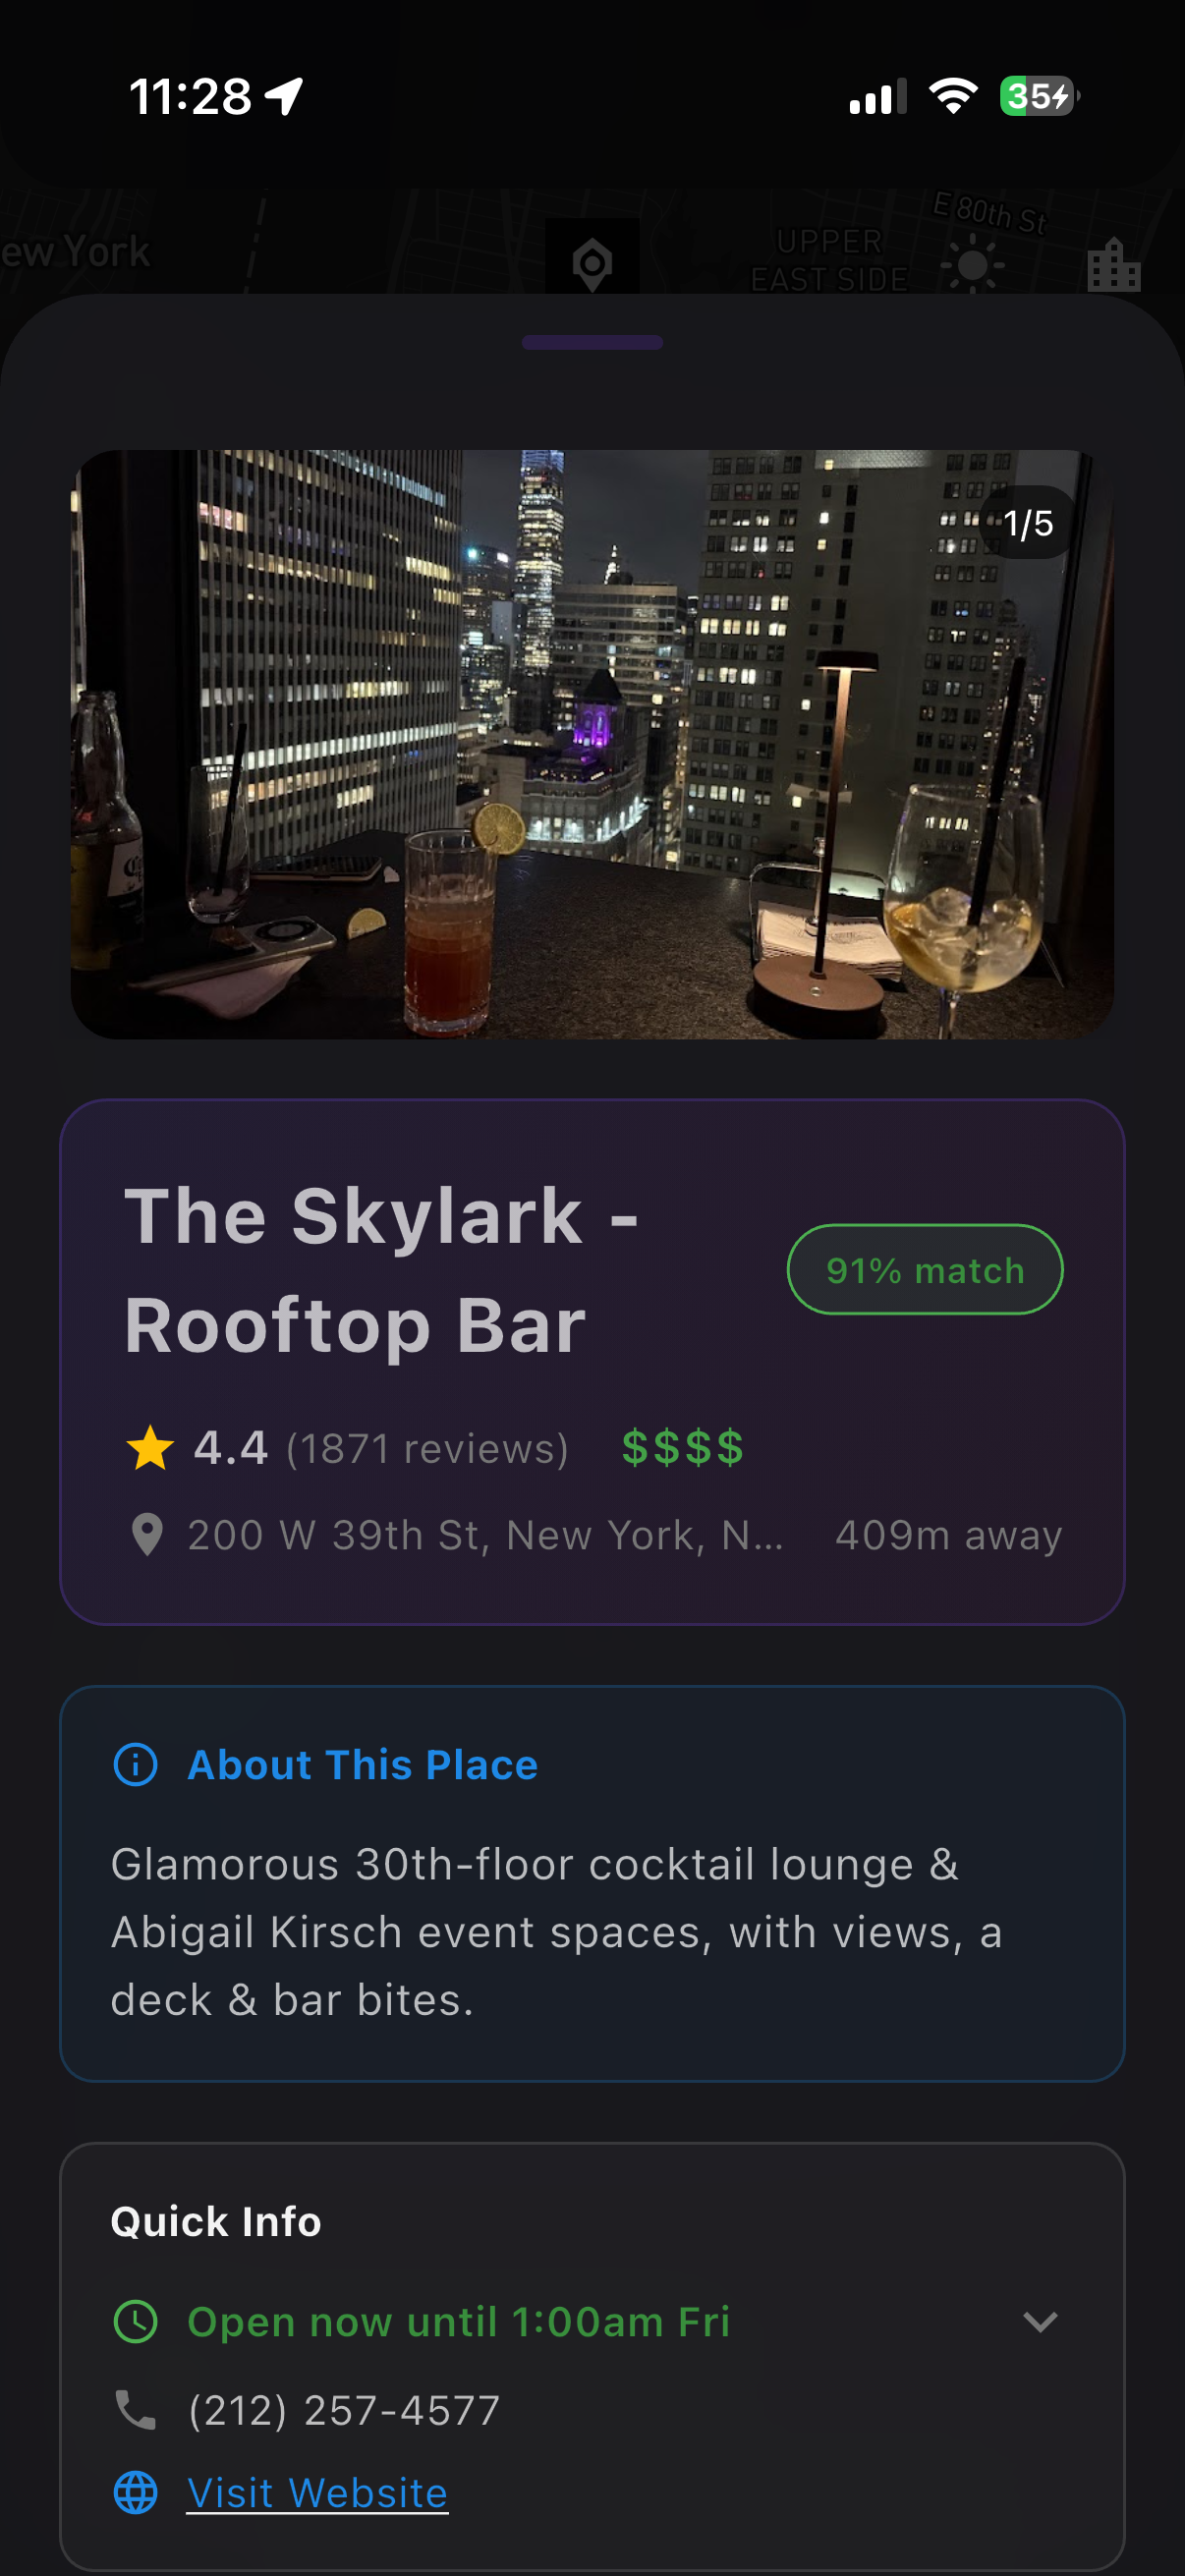 11:28
35
ew York
E 80th St
UPPER
EAST SIDE
1/5
The Skylark -
Rooftop Bar
91% match
4.4 (1871 reviews) $$$$
200 W 39th St, New York, N... 409m away
About This Place
Glamorous 30th-floor cocktail lounge &
Abigail Kirsch event spaces, with views, a
deck & bar bites.
Quick Info
Open now until 1:00am Fri
(212) 257-4577
Visit Website